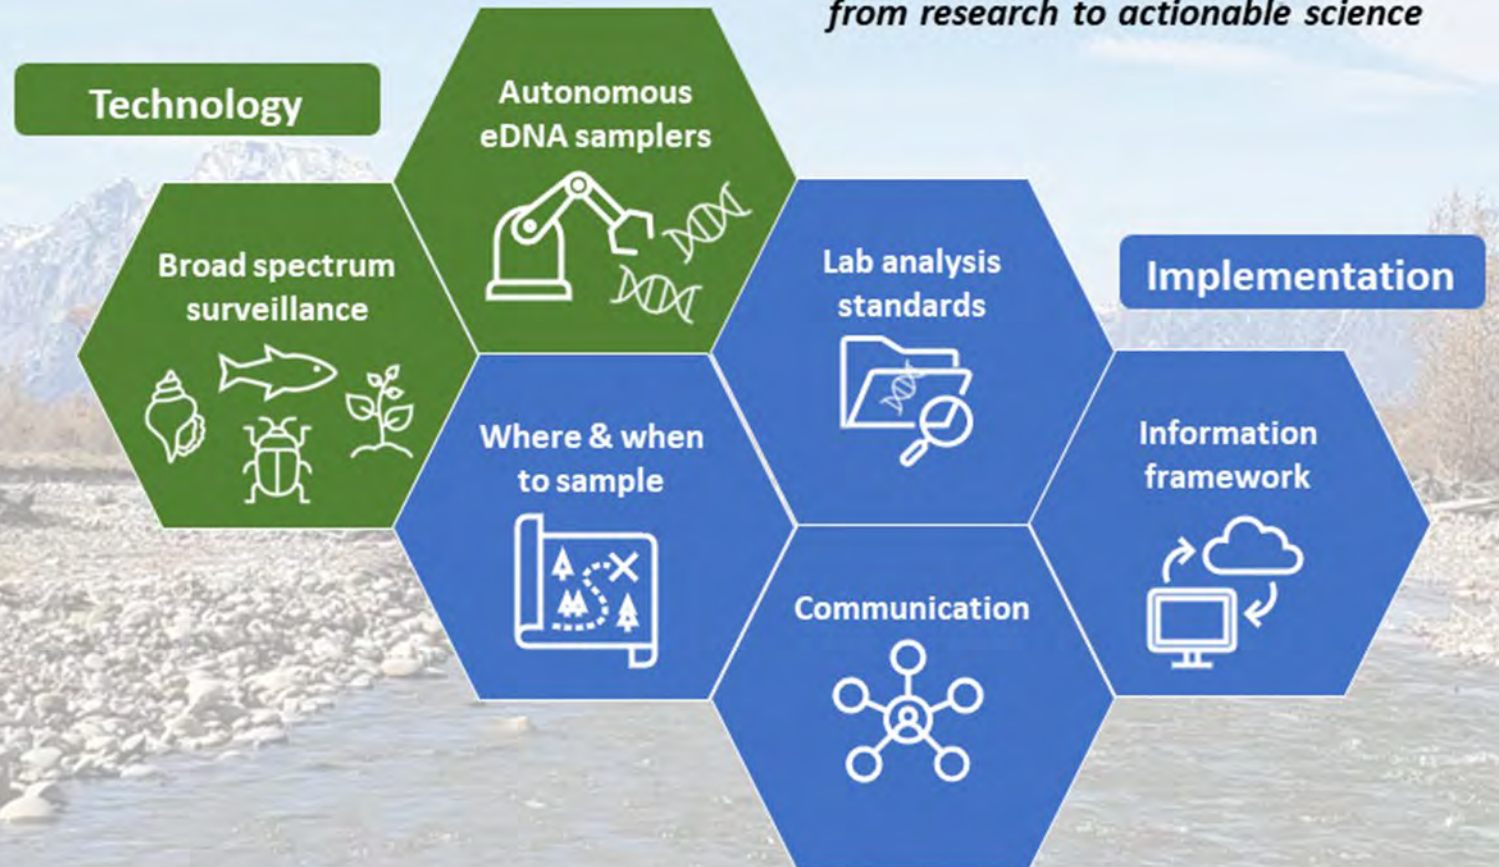 from research to actionable science
Technology
Autonomous
eDNA samplers
Broad spectrum
surveillance
Lab analysis
standards
Implementation
Where & when
to sample
Information
framework
Communication